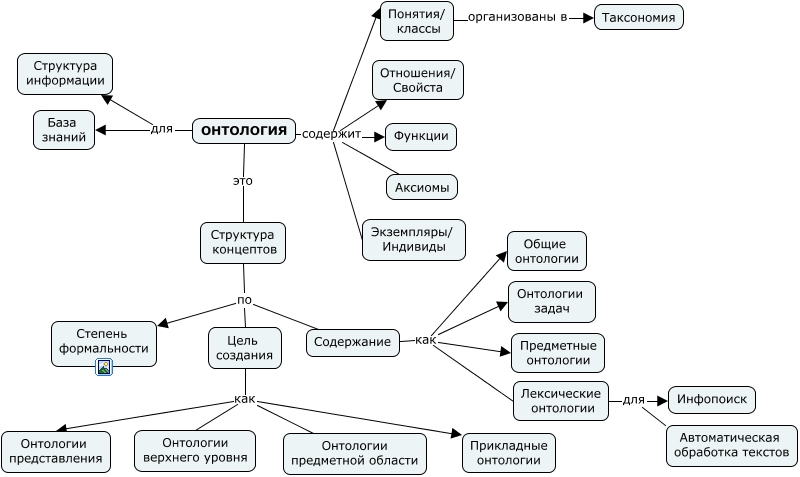 Понятия/
классы
организованы в
Таксономия
Структура
информации
Отношения/
Свойста
База
знаний
для
ОНТОЛОГИЯ
содержит
Функции
Аксиомы
это
Экземпляры/
Индивиды
Структура
концептов
Общие
онтологии
Онтологии
задач
по
Степень
формальности
Цель
создания
Содержание
как
Предметные
онтологии
Лексические
онтологии
для
Инфопоиск
Автоматическая
обработка текстов
как
Онтологии
представления
Онтологии
верхнего уровня
Онтологии
предметной области
Прикладные
онтологии